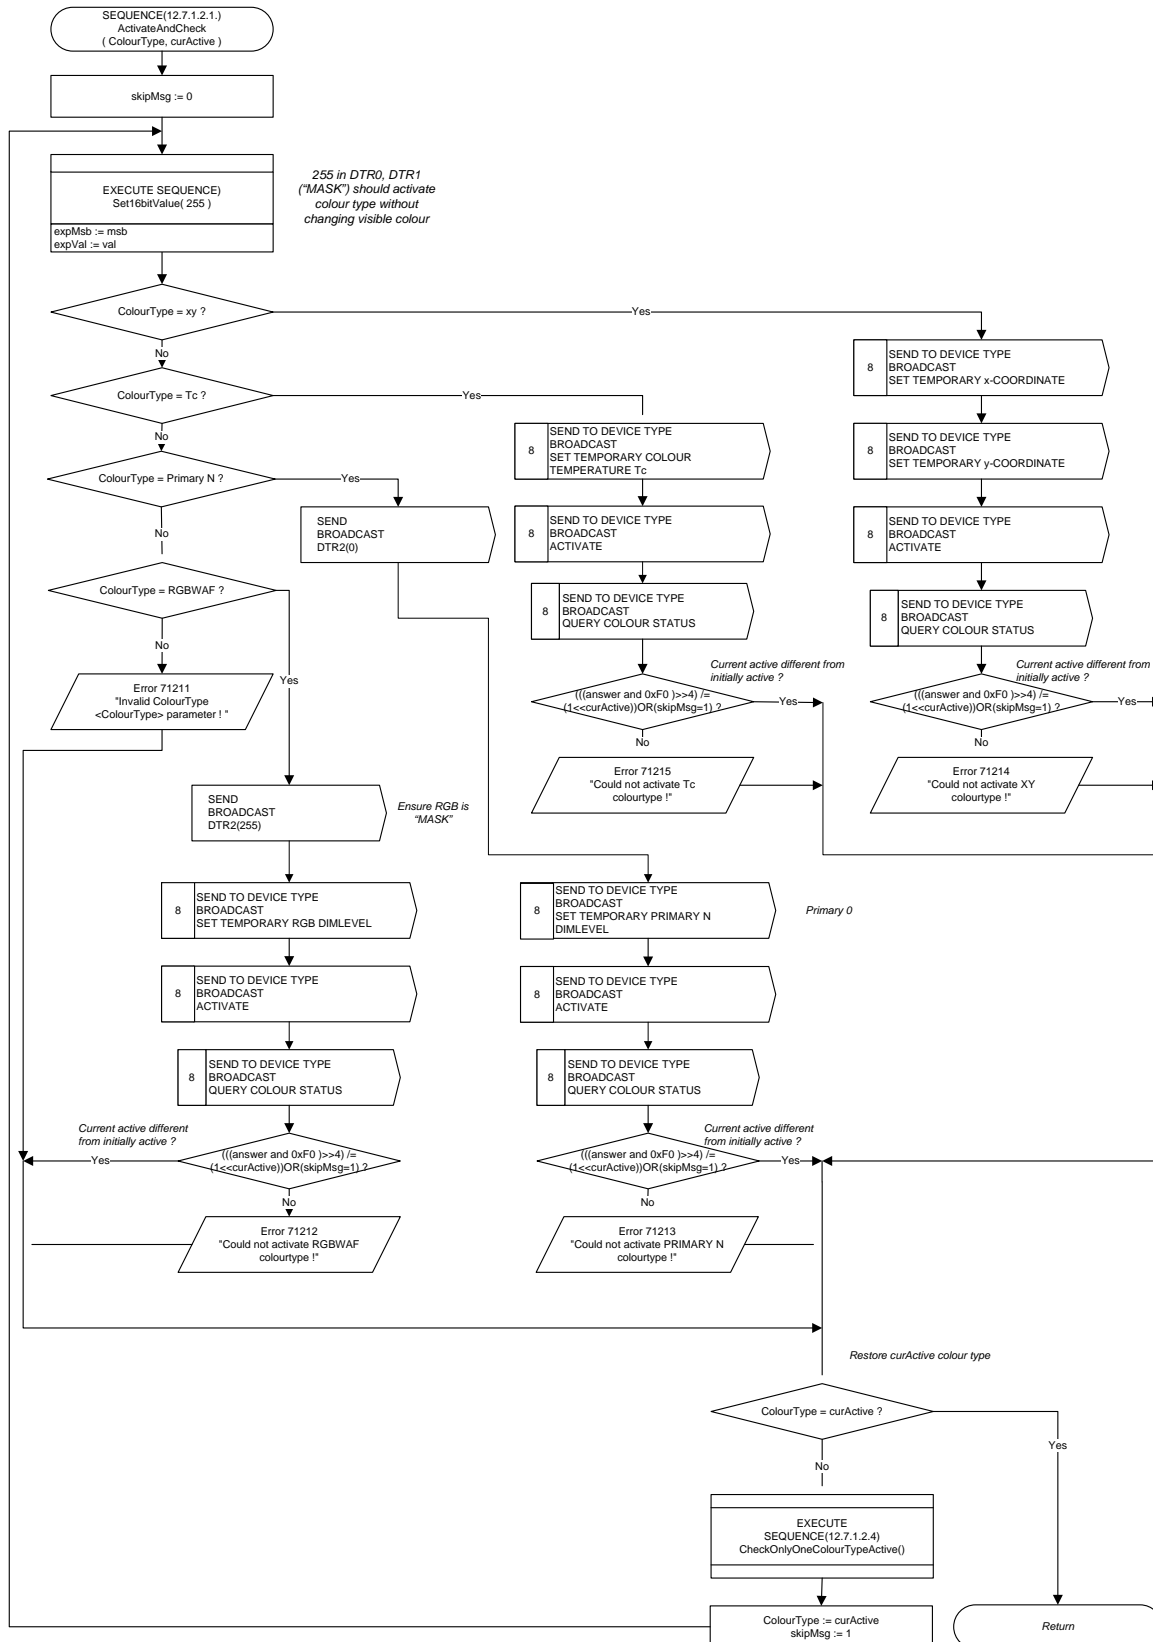 SEQUENCE(12.7.1.2.1.)
ActivateAndCheck
( ColourType, curActive )
skipMsg := 0
EXECUTE SEQUENCE)
Set16bitValue( 255 )
expMsb := msb
expVal := val
255 in DTR0, DTR1
("MASK") should activate
colour type without
changing visible colour
ColourType = xy ?
Yes
No
8
SEND TO DEVICE TYPE
BROADCAST
SET TEMPORARY x-COORDINATE
ColourType = Tc ?
Yes
No
8
SEND TO DEVICE TYPE
BROADCAST
SET TEMPORARY COLOUR
TEMPERATURE Tc
8
SEND TO DEVICE TYPE
BROADCAST
SET TEMPORARY y-COORDINATE
ColourType = Primary N ?
Yes
No
SEND
BROADCAST
DTR2(0)
8
SEND TO DEVICE TYPE
BROADCAST
ACTIVATE
8
SEND TO DEVICE TYPE
BROADCAST
ACTIVATE
ColourType = RGBWAF ?
No
Yes
8
SEND TO DEVICE TYPE
BROADCAST
QUERY COLOUR STATUS
8
SEND TO DEVICE TYPE
BROADCAST
QUERY COLOUR STATUS
Error 71211
"Invalid ColourType
<ColourType> parameter ! "
Current active different from
initially active ?
(((answer and 0xF0 )>>4) /=
(1<<curActive))OR(skipMsg=1) ?
Yes
No
Current active different from
initially active ?
(((answer and 0xF0 )>>4) /=
(1<<curActive))OR(skipMsg=1) ?
Yes
No
Error 71215
"Could not activate Tc
colourtype !"
Error 71214
"Could not activate XY
colourtype !"
SEND
BROADCAST
DTR2(255)
Ensure RGB is
"MASK"
8
SEND TO DEVICE TYPE
BROADCAST
SET TEMPORARY RGB DIMLEVEL
8
SEND TO DEVICE TYPE
BROADCAST
SET TEMPORARY PRIMARY N
DIMLEVEL
Primary 0
8
SEND TO DEVICE TYPE
BROADCAST
ACTIVATE
8
SEND TO DEVICE TYPE
BROADCAST
ACTIVATE
8
SEND TO DEVICE TYPE
BROADCAST
QUERY COLOUR STATUS
8
SEND TO DEVICE TYPE
BROADCAST
QUERY COLOUR STATUS
Current active different
from initially active ?
Yes
(((answer and 0xF0 )>>4) /=
(1<<curActive))OR(skipMsg=1) ?
No
Current active different
from initially active ?
(((answer and 0xF0 )>>4) /=
(1<<curActive))OR(skipMsg=1) ?
Yes
No
Error 71212
"Could not activate RGBWAF
colourtype !"
Error 71213
"Could not activate PRIMARY N
colourtype !"
Restore curActive colour type
ColourType = curActive ?
Yes
No
EXECUTE
SEQUENCE(12.7.1.2.4)
CheckOnlyOneColourTypeActive()
ColourType := curActive
skipMsg := 1
Return